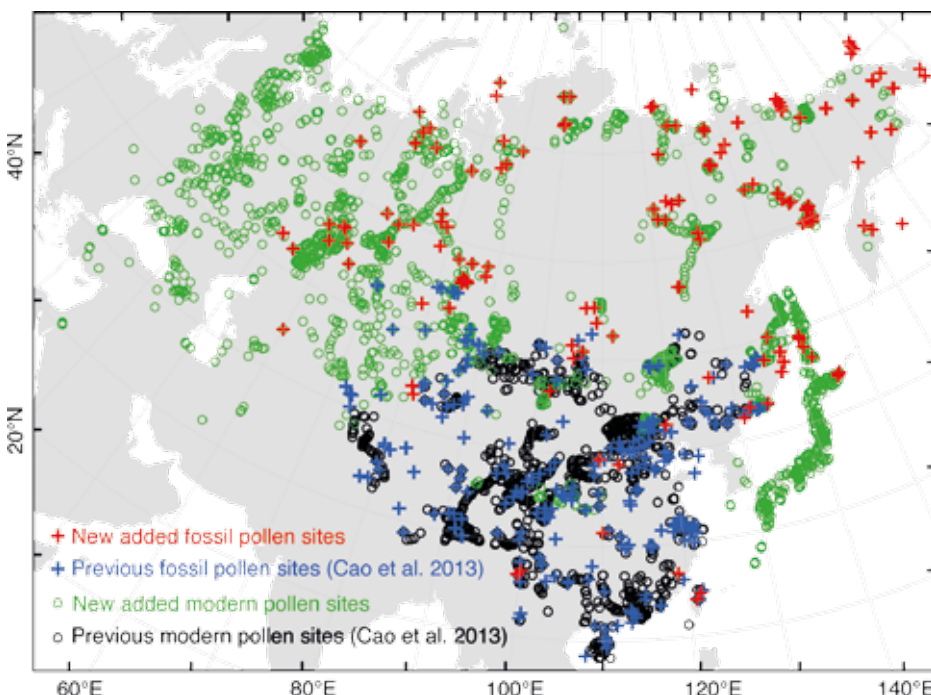 40°N
20°N
New added fossil pollen sites
Previous fossil pollen sites (Cao et al. 2013)
New added modern pollen sites
Previous modern pollen sites (Cao et al. 2013)
60°E 80°E 100°E 120°E 140°E